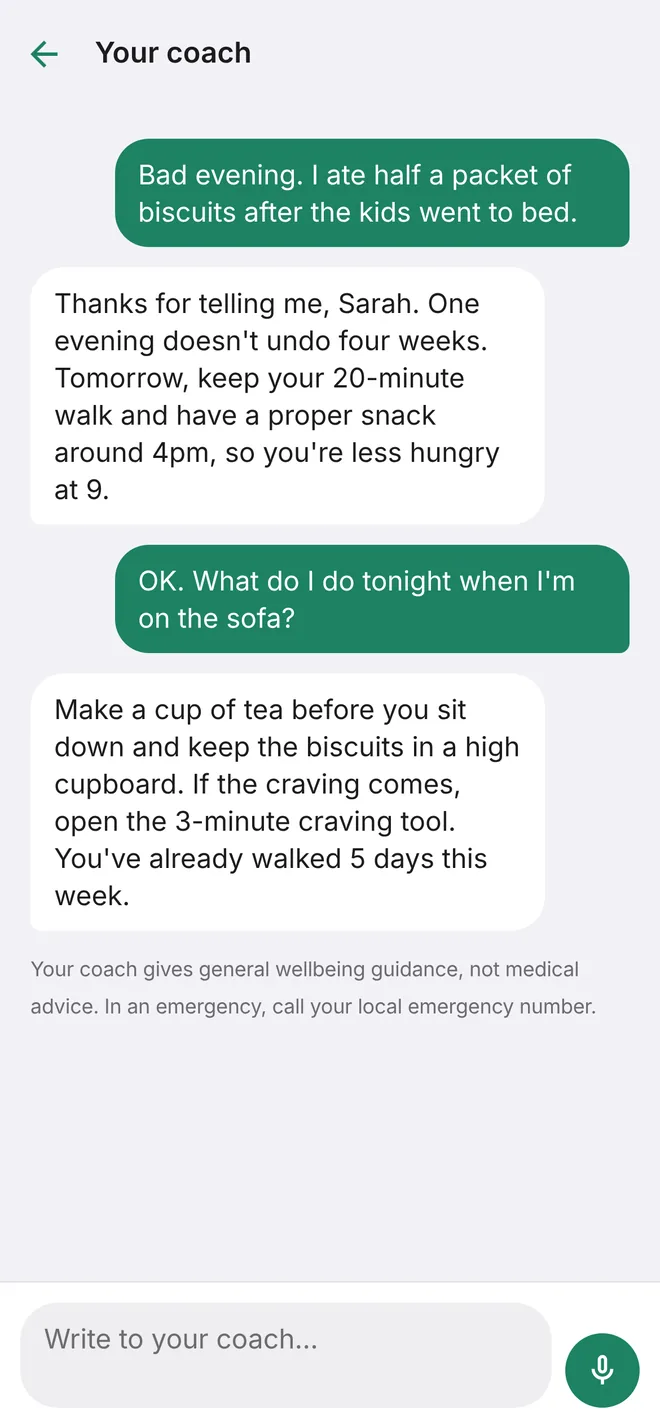 Your coach
Bad evening. I ate half a packet of
biscuits after the kids went to bed.
Thanks for telling me, Sarah. One
evening doesn't undo four weeks.
Tomorrow, keep your 20-minute
walk and have a proper snack
around 4pm, so you're less hungry
at 9.
OK. What do I do tonight when I'm
on the sofa?
Make a cup of tea before you sit
down and keep the biscuits in a high
cupboard. If the craving comes,
open the 3-minute craving tool.
You've already walked 5 days this
week.
Your coach gives general wellbeing guidance, not medical
advice. In an emergency, call your local emergency number.
Write to your coach...